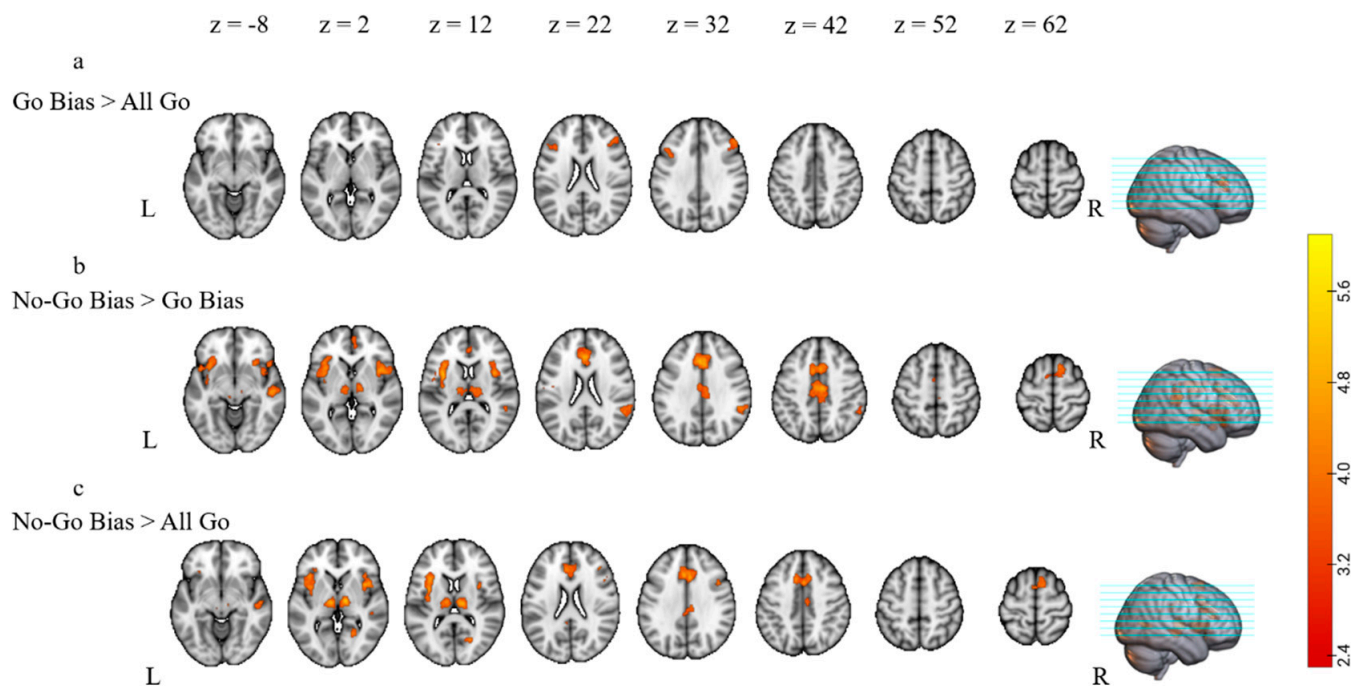 z = -8 z = 2 z = 12 z = 22 z = 32 z = 42 z = 52 z = 62
a
Go Bias > All Go
L R
b
No-Go Bias > Go Bias
L R
c
No-Go Bias > All Go
L R
5.6
4.8
4.0
3.2
2.4